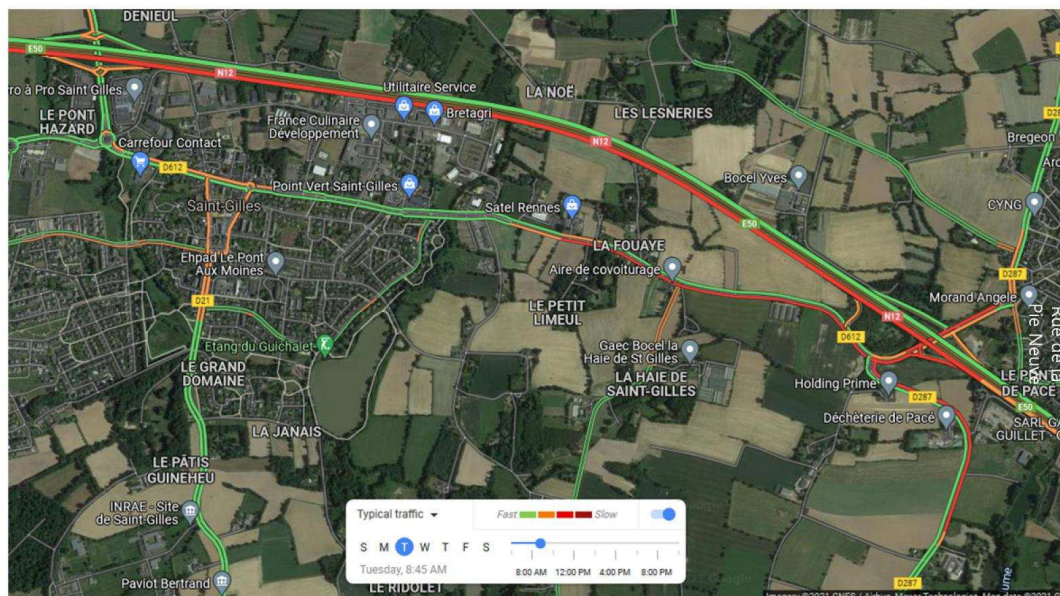 DENIEUL
E50
N12
Utilitaire Service
LA NOË
ro à Pro Saint Gilles
Bretagri
LES LESNERIES
LE PONT
HAZARD
France Culinaire
Développement
N12
Bregeon
Carrefour Contact
D612
Point Vert Saint-Gilles
Bocel Yves
Saint-Gilles
Satel Rennes
CYNG
E50
LA FOUAYE
Ehpad Le Pont
Aux Moines
Aire de covoiturage
D287
D21
LE PETIT
LIMEUL
Morand Angele
N12
Rue de la
Pie Neuve
Etang du Guichalet
D612
Gaec Bocel la
Haie de St Gilles
LE GRAND
DOMAINE
LA HAIE DE
SAINT-GILLES
Holding Prime
DE PACÉ
D287
E50
Déchèterie de Pacé
GUILLET
LA JANAIS
LE PÂTIS
GUINEHEU
INRAE - Site
de Saint-Gilles
Typical traffic
Fast
Slow
S M T W T F S
Tuesday, 8:45 AM
8:00 AM 12:00 PM 4:00 PM 8:00 PM
Paviot Bertrand
LE RIDOLET
D287